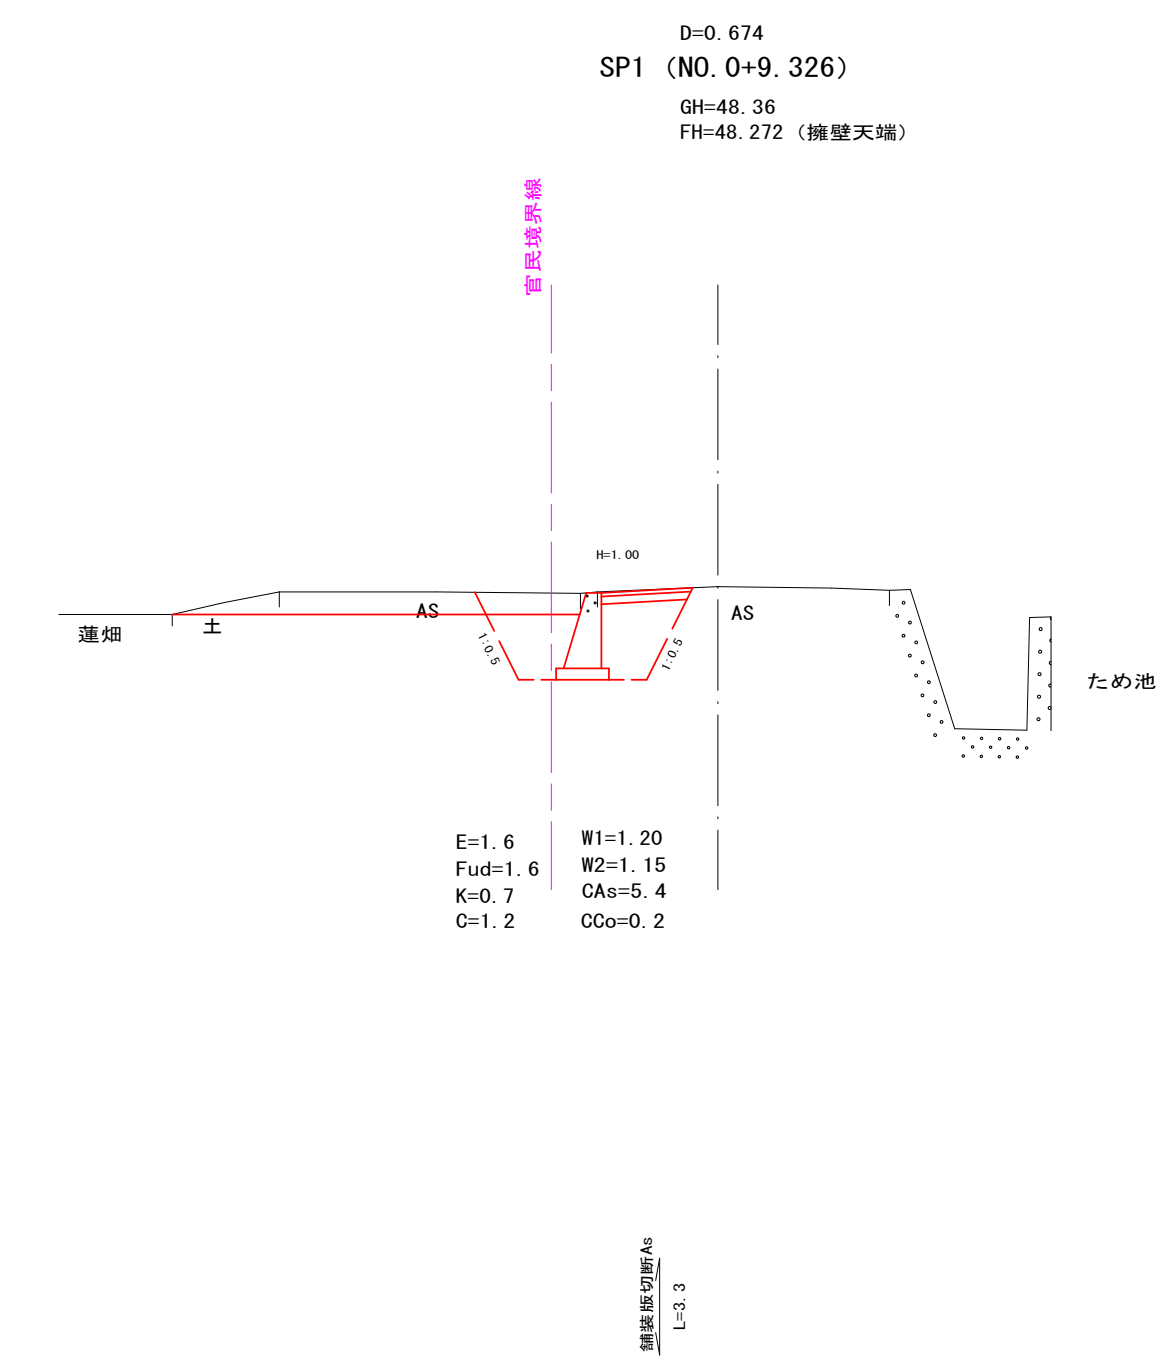 D=0.674
SP1 (NO.0+9.326)
GH=48.36
FH=48.272 (擁壁天端)
官民境界線
H=1.00
AS
AS
蓮畑
土
1:0.5
1:0.5
ため池
E=1.6
Fud=1.6
K=0.7
C=1.2
W1=1.20
W2=1.15
CAs=5.4
CCo=0.2
舗装版切断As
L=3.3